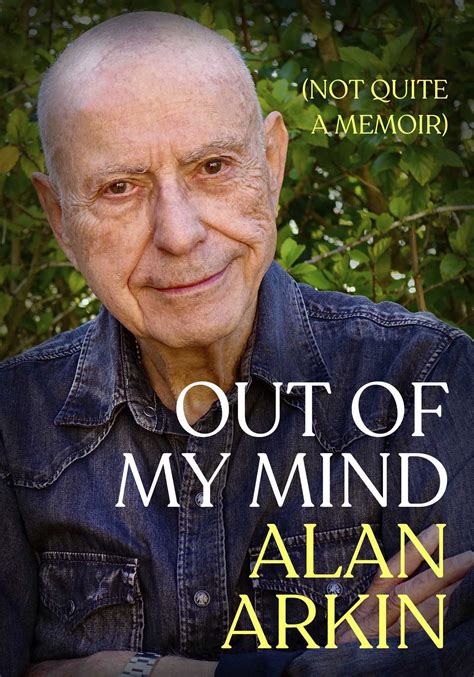 (NOT QUITE
A MEMOIR)
OUT OF
MY MIND
ALAN
ARKIN